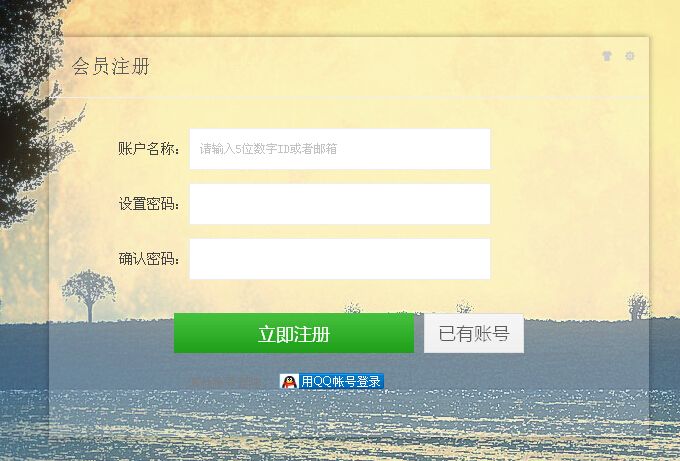 会员注册
账户名称： 请输入5位数字ID或者邮箱
设置密码：
确认密码：
立即注册 已有账号
用QQ帐号登录